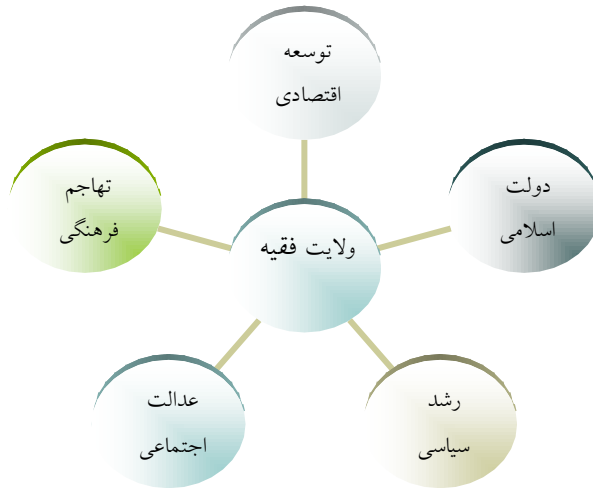 توسعه
اقتصادی
دولت
اسلامی
تهاجم
فرهنگی
ولایت فقیه
رشد
سیاسی
عدالت
اجتماعی